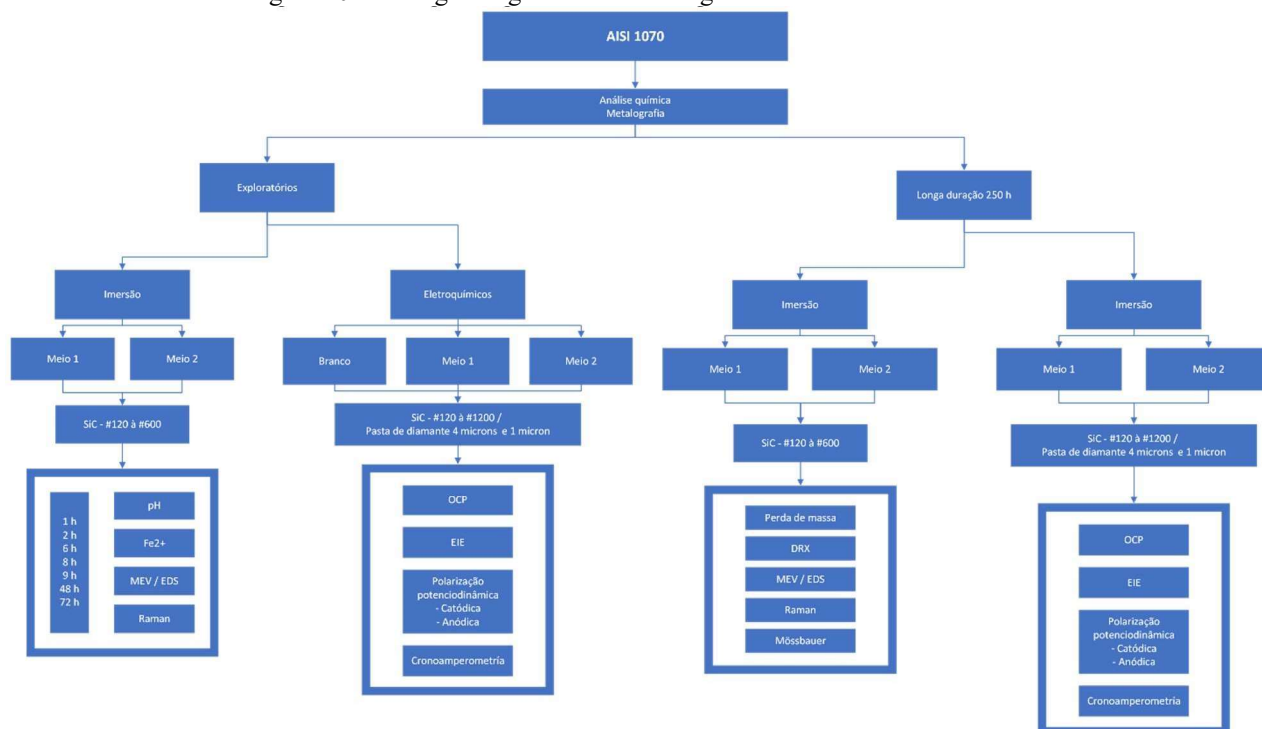 AISI 1070
Análise química
Metalografia
Exploratórios
Longa duração 250 h
Imersão
Eletroquímicos
Imersão
Imersão
Meio 1
Meio 2
Branco
Meio 1
Meio 2
Meio 1
Meio 2
Meio 1
Meio 2
SiC - #120 à #600
SiC - #120 à #1200 /
Pasta de diamante 4 microns e 1 micron
SiC - #120 à #600
SiC - #120 à #1200 /
Pasta de diamante 4 microns e 1 micron
1 h
2 h
6 h
8 h
9 h
48 h
72 h
pH
Fe2+
MEV / EDS
Raman
OCP
EIE
Polarização
potenciodinâmica
- Catódica
- Anódica
Cronoamperometria
Perda de massa
DRX
MEV / EDS
Raman
Mössbauer
OCP
EIE
Polarização
potenciodinâmica
- Catódica
- Anódica
Cronoamperometria